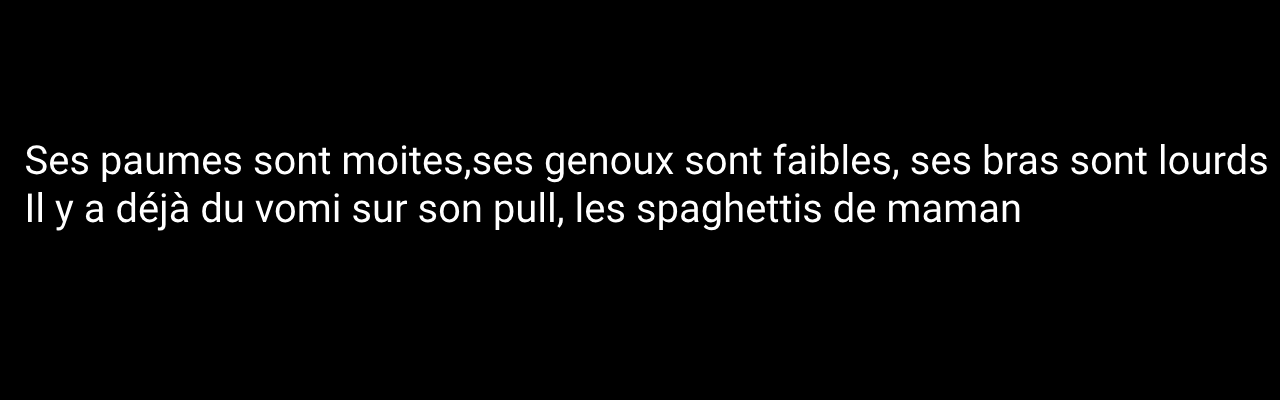 Ses paumes sont moites,ses genoux sont faibles, ses bras sont lourds
Il y a déjà du vomi sur son pull, les spaghettis de maman